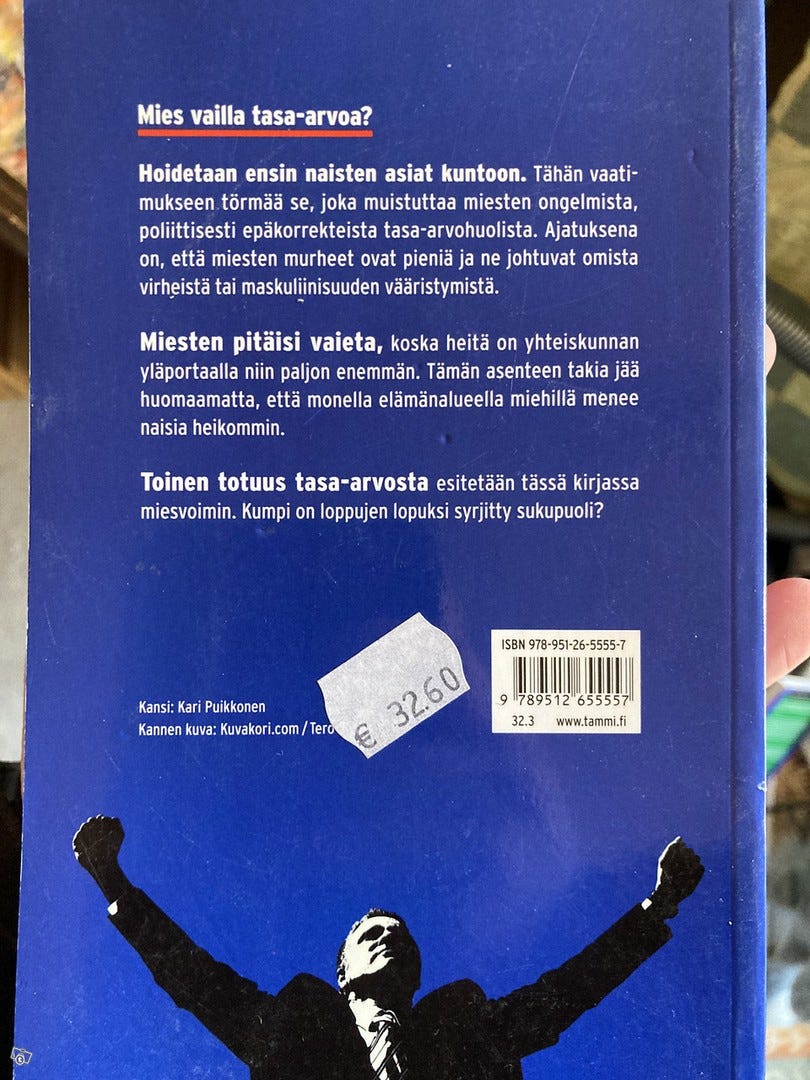 Mies vailla tasa-arvoa?
Hoidetaan ensin naisten asiat kuntoon. Tähän vaati-
mukseen törmää se, joka muistuttaa miesten ongelmista,
poliittisesti epäkorrekteista tasa-arvohuolista. Ajatuksena
on, että miesten murheet ovat pieniä ja ne johtuvat omista
virheistä tai maskuliinisuuden vääristymistä.
Miesten pitäisi vaieta, koska heitä on yhteiskunnan
yläportaalla niin paljon enemmän. Tämän asenteen takia jää
huomaamatta, että monella elämänalueella miehillä menee
naisia heikommin.
Toinen totuus tasa-arvosta esitetään tässä kirjassa
miesvoimin. Kumpi on loppujen lopuksi syrjitty sukupuoli?
ISBN 978-951-26-5555-7
9 789512 655557
32.3 www.tammi.fi
€ 32.60
Kansi: Kari Puikkonen
Kannen kuva: Kuvakori.com / Tero